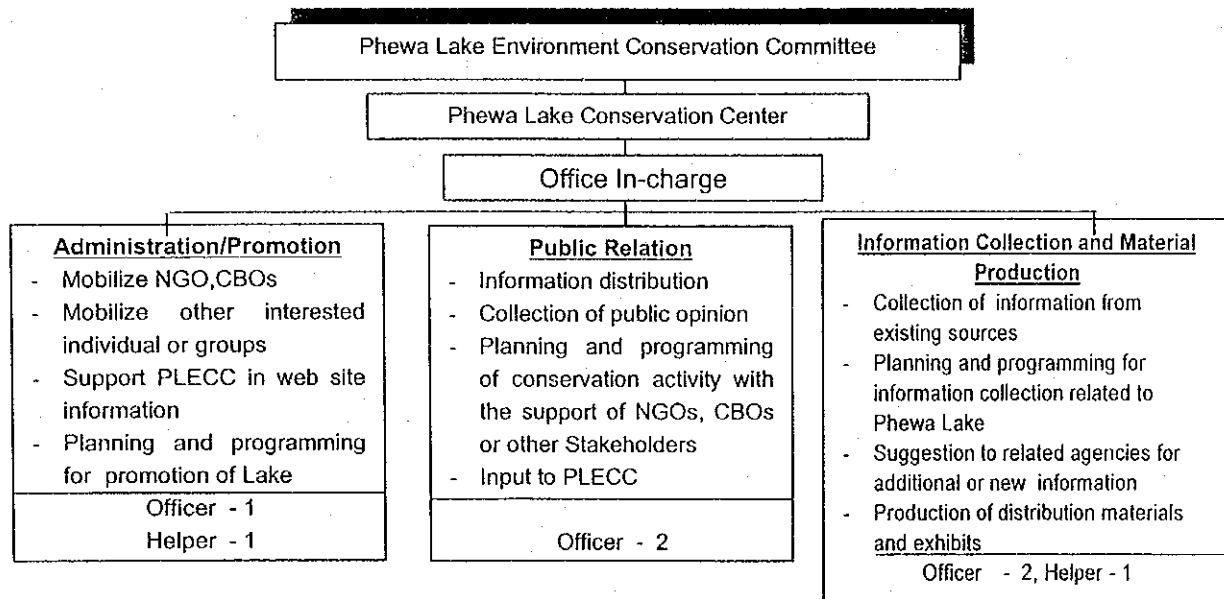 Phewa Lake Environment Conservation Committee
Phewa Lake Conservation Center
Office In-charge
Administration/Promotion
- Mobilize NGO,CBOs
- Mobilize other interested
individual or groups
- Support PLECC in web site
information
- Planning and programming
for promotion of Lake
Officer - 1
Helper - 1
Public Relation
- Information distribution
- Collection of public opinion
- Planning and programming
of conservation activity with
the support of NGOs, CBOs
or other Stakeholders
- Input to PLECC
Officer - 2
Information Collection and Material
Production
- Collection of information from
existing sources
- Planning and programming for
information collection related to
Phewa Lake
- Suggestion to related agencies for
additional or new information
- Production of distribution materials
and exhibits
Officer - 2, Helper - 1